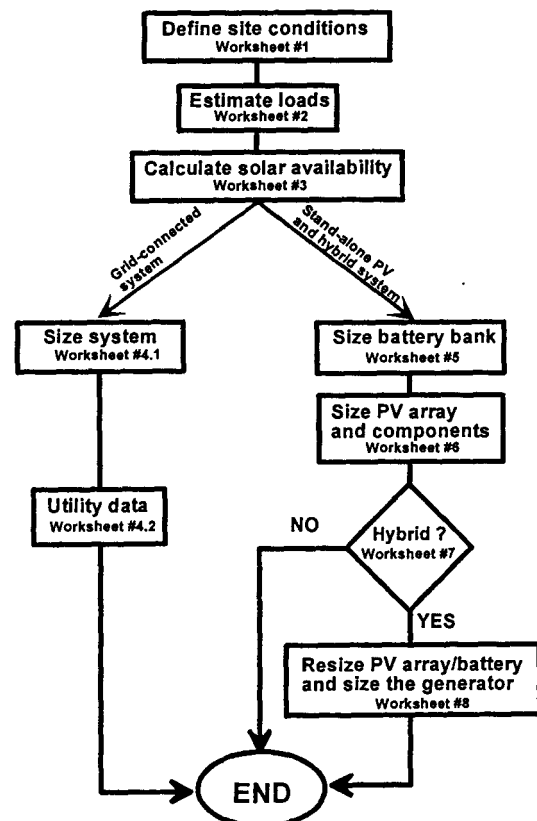 Define site conditions
Worksheet #1
Estimate loads
Worksheet #2
Calculate solar availability
Worksheet #3
Grid-connected
system
Stand-alone PV
and hybrid system
Size system
Worksheet #4.1
Size battery bank
Worksheet #5
Size PV array
and components
Worksheet #6
Utility data
Worksheet #4.2
NO
Hybrid ?
Worksheet #7
YES
Resize PV array/battery
and size the generator
Worksheet #8
END